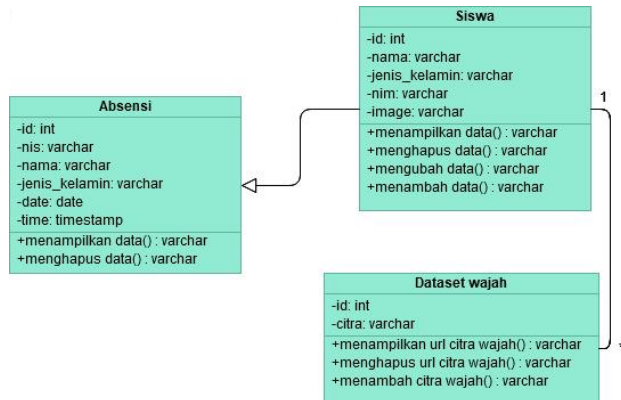 Siswa
-id: int
-nama: varchar
-jenis_kelamin: varchar
-nim: varchar
-image: varchar
+menampilkan data() : varchar
+menghapus data() : varchar
+mengubah data() : varchar
+menambah data() : varchar
1
Absensi
-id: int
-nis: varchar
-nama: varchar
-jenis_kelamin: varchar
-date: date
-time: timestamp
+menampilkan data() : varchar
+menghapus data() : varchar
Dataset wajah
-id: int
-citra: varchar
+menampilkan url citra wajah() : varchar
+menghapus url citra wajah() : varchar
+menambah citra wajah() : varchar
*